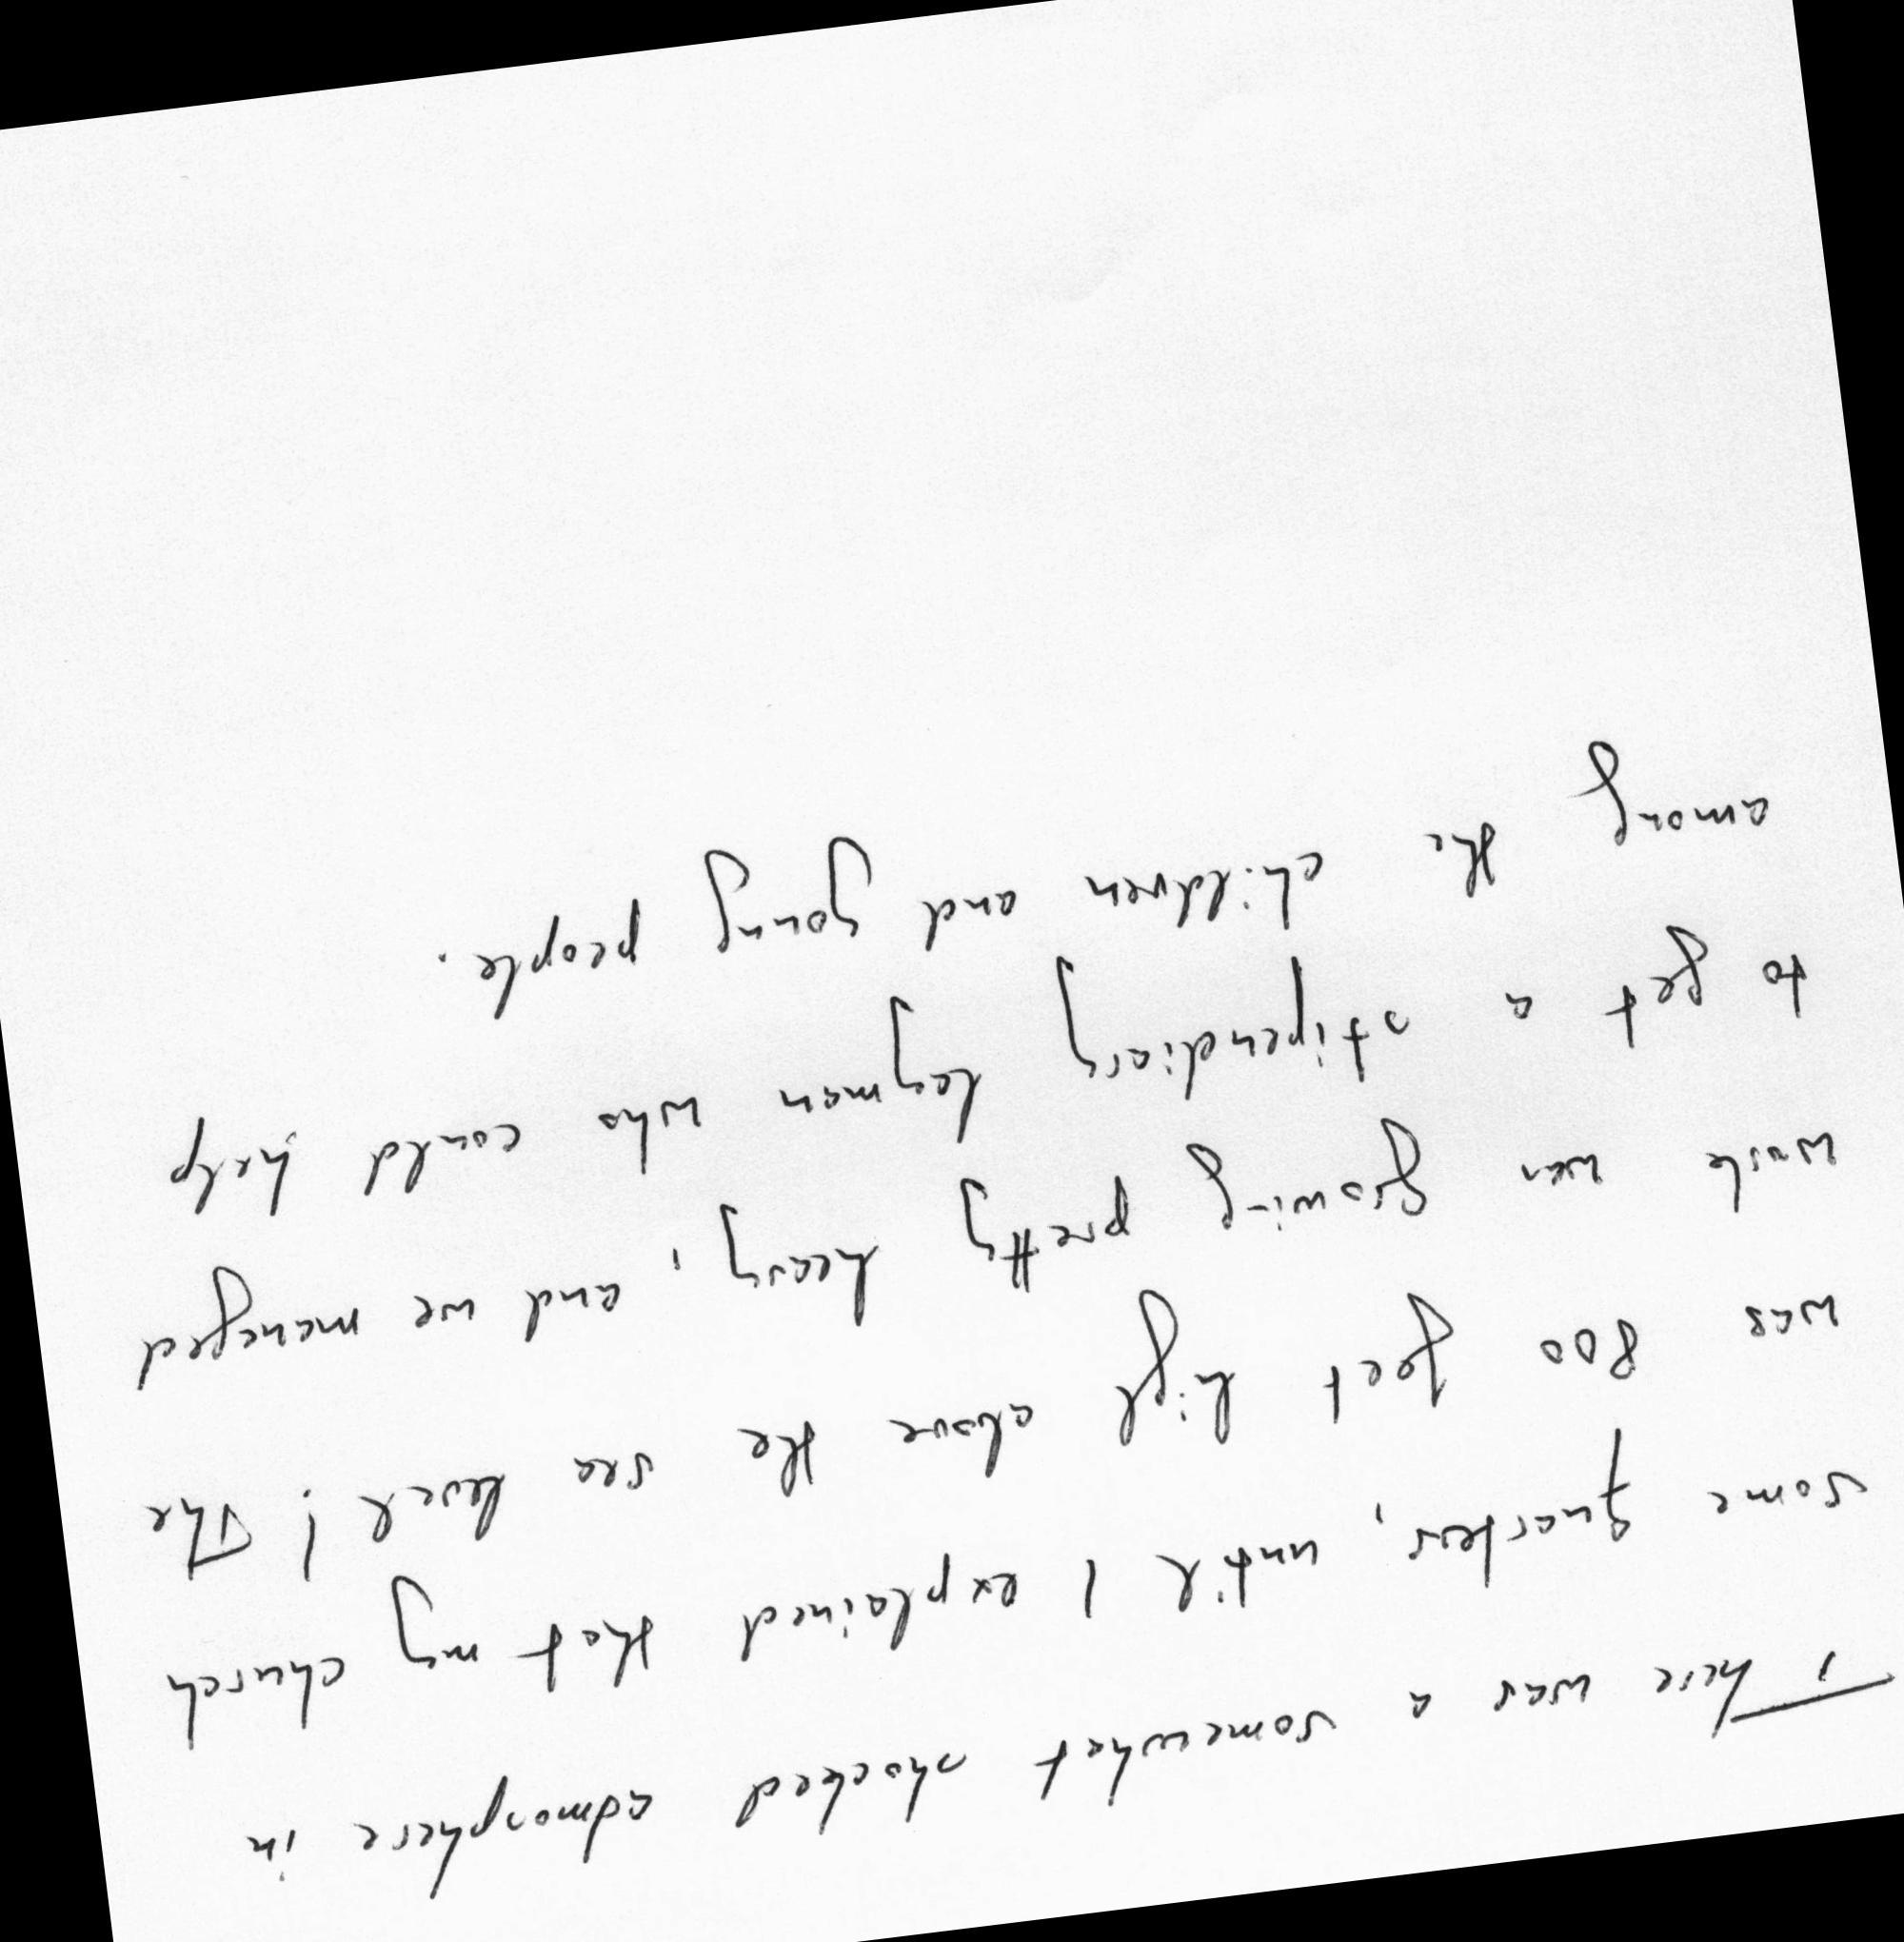 There was a somewhat shocked admosphere in
some quarters, until I explained that my church
was 800 feet high above the sea level! The
work was growing pretty heavy, and we managed
to get a stipendiary layman who could help
among the children and young people.